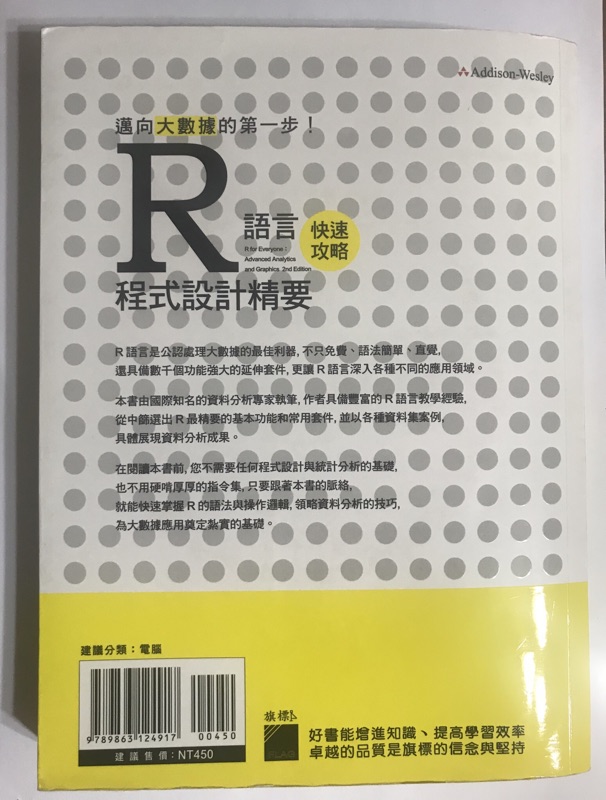 Addison-Wesley
邁向大數據的第一步！
R
語言
快速
攻略
R for Everyone：
Advanced Analytics
and Graphics 2nd Edition
程式設計精要
R 語言是公認處理大數據的最佳利器, 不只免費、語法簡單、直覺,
還具備數千個功能強大的延伸套件, 更讓 R 語言深入各種不同的應用領域。
本書由國際知名的資料分析專家執筆, 作者具備豐富的 R 語言教學經驗,
從中篩選出 R 最精要的基本功能和常用套件, 並以各種資料集案例,
具體展現資料分析成果。
在閱讀本書前, 您不需要任何程式設計與統計分析的基礎,
也不用硬啃厚厚的指令集, 只要跟著本書的脈絡,
就能快速掌握 R 的語法與操作邏輯, 領略資料分析的技巧,
為大數據應用奠定紮實的基礎。
建議分類：電腦
9789863124917
00450
建議售價：NT450
旗標
FLAG
好書能增進知識、提高學習效率
卓越的品質是旗標的信念與堅持